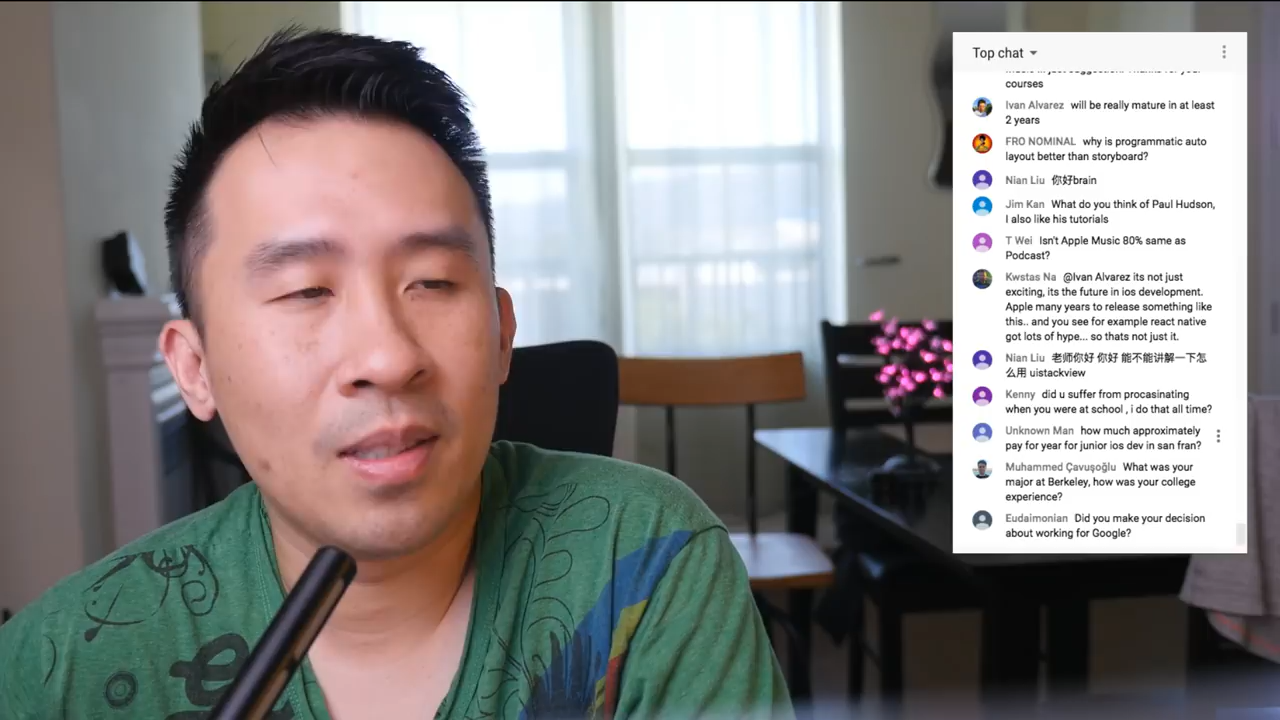 Top chat
courses
Ivan Alvarez will be really mature in at least
2 years
FRO NOMINAL why is programmatic auto
layout better than storyboard?
Nian Liu 你好brain
Jim Kan What do you think of Paul Hudson,
I also like his tutorials
T Wei Isn't Apple Music 80% same as
Podcast?
Kwstas Na @Ivan Alvarez its not just
exciting, its the future in ios development.
Apple many years to release something like
this.. and you see for example react native
got lots of hype... so thats not just it.
Nian Liu 老师你好 你好 能不能讲解一下怎
么用 uistackview
Kenny did u suffer from procasinating
when you were at school , i do that all time?
Unknown Man how much approximately
pay for year for junior ios dev in san fran?
Muhammed Çavuşoğlu What was your
major at Berkeley, how was your college
experience?
Eudaimonian Did you make your decision
about working for Google?